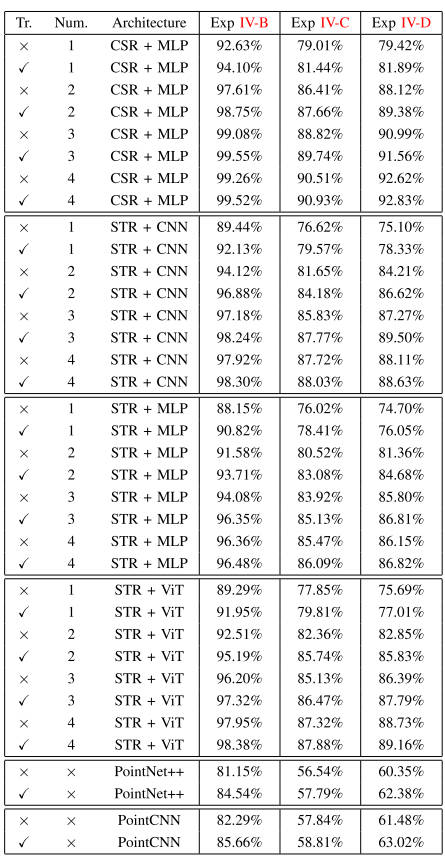 Tr. Num. Architecture Exp IV-B Exp IV-C Exp IV-D
× 1 CSR + MLP 92.63% 79.01% 79.42%
✓ 1 CSR + MLP 94.10% 81.44% 81.89%
× 2 CSR + MLP 97.61% 86.41% 88.12%
✓ 2 CSR + MLP 98.75% 87.66% 89.38%
× 3 CSR + MLP 99.08% 88.82% 90.99%
✓ 3 CSR + MLP 99.55% 89.74% 91.56%
× 4 CSR + MLP 99.26% 90.51% 92.62%
✓ 4 CSR + MLP 99.52% 90.93% 92.83%
× 1 STR + CNN 89.44% 76.62% 75.10%
✓ 1 STR + CNN 92.13% 79.57% 78.33%
× 2 STR + CNN 94.12% 81.65% 84.21%
✓ 2 STR + CNN 96.88% 84.18% 86.62%
× 3 STR + CNN 97.18% 85.83% 87.27%
✓ 3 STR + CNN 98.24% 87.77% 89.50%
× 4 STR + CNN 97.92% 87.72% 88.11%
✓ 4 STR + CNN 98.30% 88.03% 88.63%
× 1 STR + MLP 88.15% 76.02% 74.70%
✓ 1 STR + MLP 90.82% 78.41% 76.05%
× 2 STR + MLP 91.58% 80.52% 81.36%
✓ 2 STR + MLP 93.71% 83.08% 84.68%
× 3 STR + MLP 94.08% 83.92% 85.80%
✓ 3 STR + MLP 96.35% 85.13% 86.81%
× 4 STR + MLP 96.36% 85.47% 86.15%
✓ 4 STR + MLP 96.48% 86.09% 86.82%
× 1 STR + ViT 89.29% 77.85% 75.69%
✓ 1 STR + ViT 91.95% 79.81% 77.01%
× 2 STR + ViT 92.51% 82.36% 82.85%
✓ 2 STR + ViT 95.19% 85.74% 85.83%
× 3 STR + ViT 96.20% 85.13% 86.39%
✓ 3 STR + ViT 97.32% 86.47% 87.79%
× 4 STR + ViT 97.95% 87.32% 88.73%
✓ 4 STR + ViT 98.38% 87.88% 89.16%
× × PointNet++ 81.15% 56.54% 60.35%
✓ × PointNet++ 84.54% 57.79% 62.38%
× × PointCNN 82.29% 57.84% 61.48%
✓ × PointCNN 85.66% 58.81% 63.02%